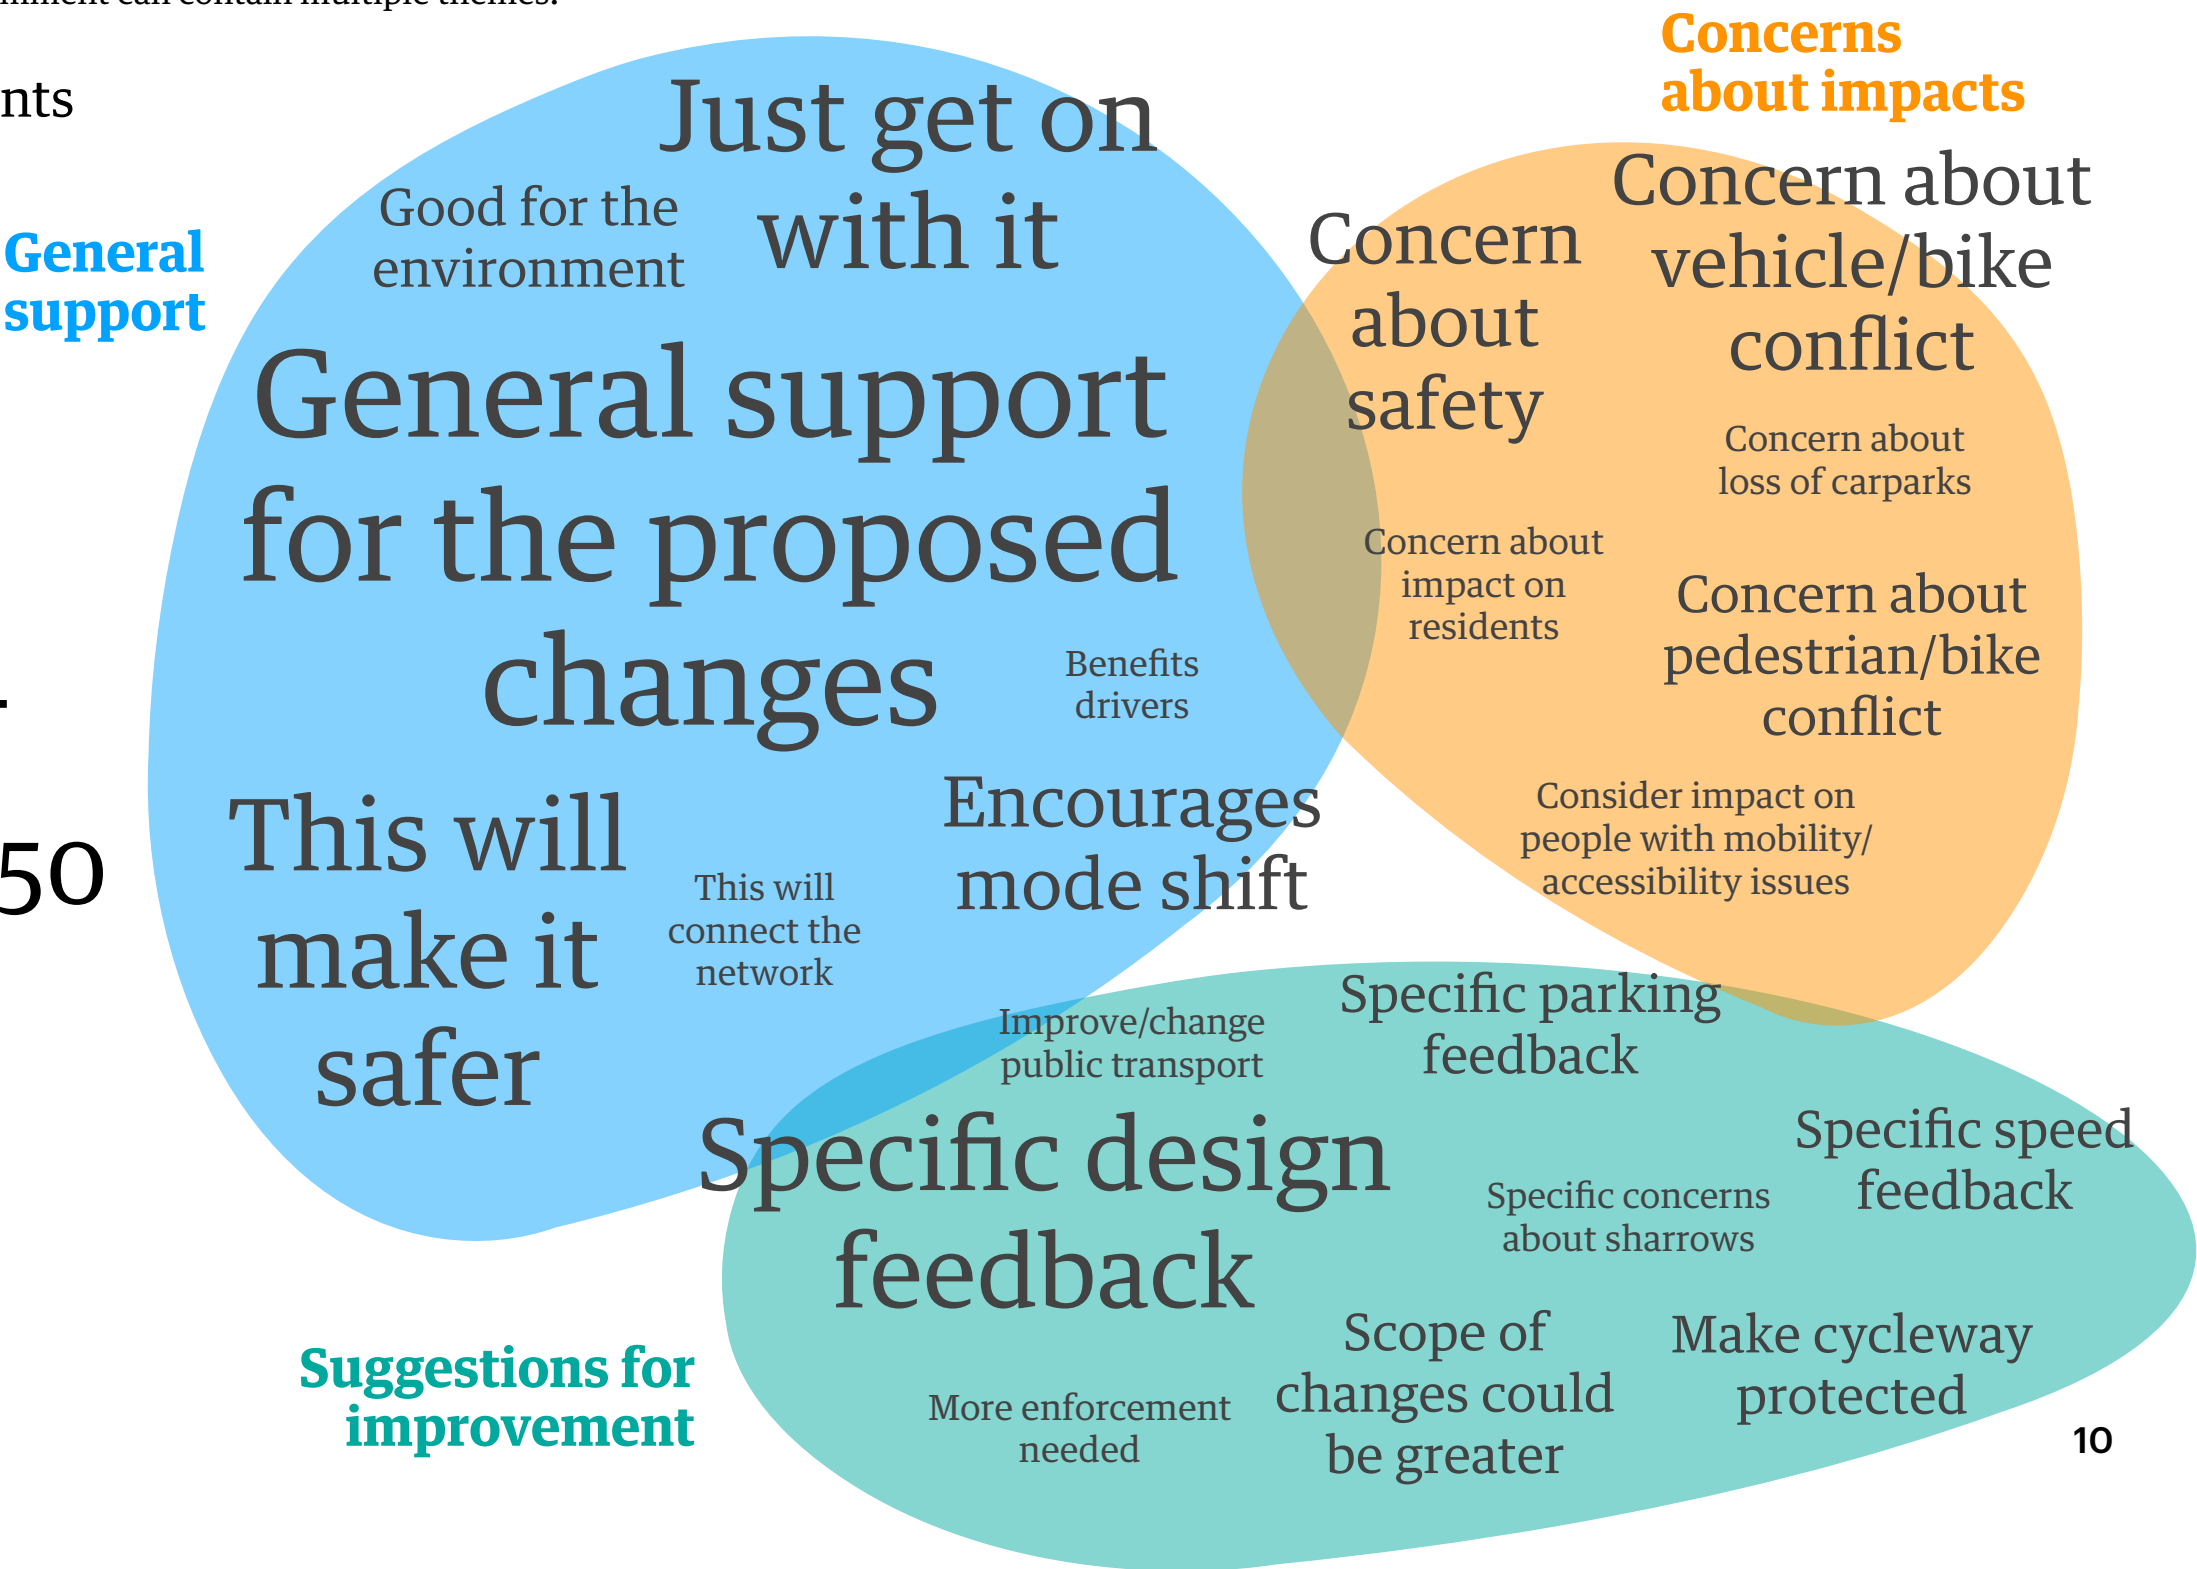 can contain multiple themes.
nts
50
General
support
Just get on
with it
Good for the
environment
General support
for the proposed
changes
Benefits
drivers
This will
make it
safer
This will
connect the
network
Encourages
mode shift
Concerns
about impacts
Concern
about
safety
Concern about
vehicle/bike
conflict
Concern about
loss of carparks
Concern about
impact on
residents
Concern about
pedestrian/bike
conflict
Consider impact on
people with mobility/
accessibility issues
Suggestions for
improvement
Improve/change
public transport
Specific parking
feedback
Specific design
feedback
Specific concerns
about sharrows
Specific speed
feedback
More enforcement
needed
Scope of
changes could
be greater
Make cycleway
protected
10